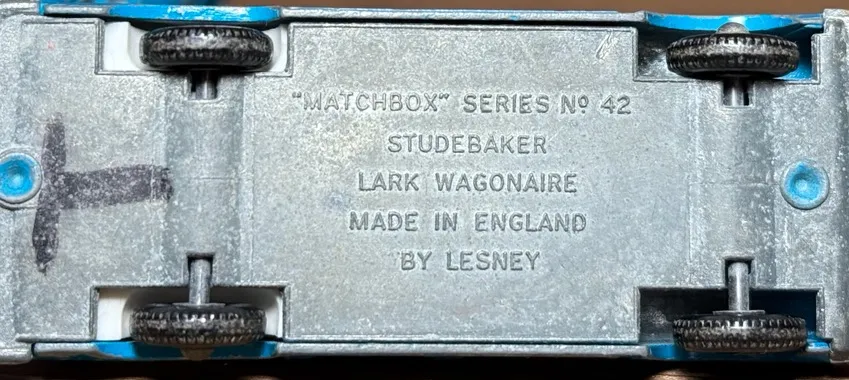 "MATCHBOX" SERIES Nº 42
STUDEBAKER
LARK WAGONAIRE
MADE IN ENGLAND
BY LESNEY